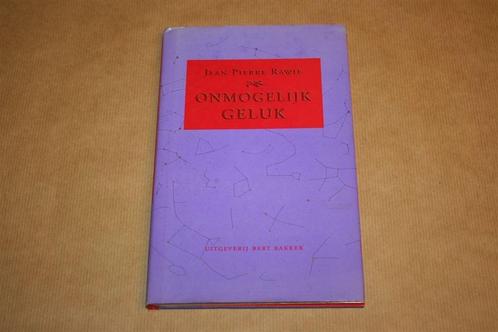 JEAN PIERRE RAWIE
ONMOGELIJK
GELUK
UITGEVERIJ BERT BAKKER